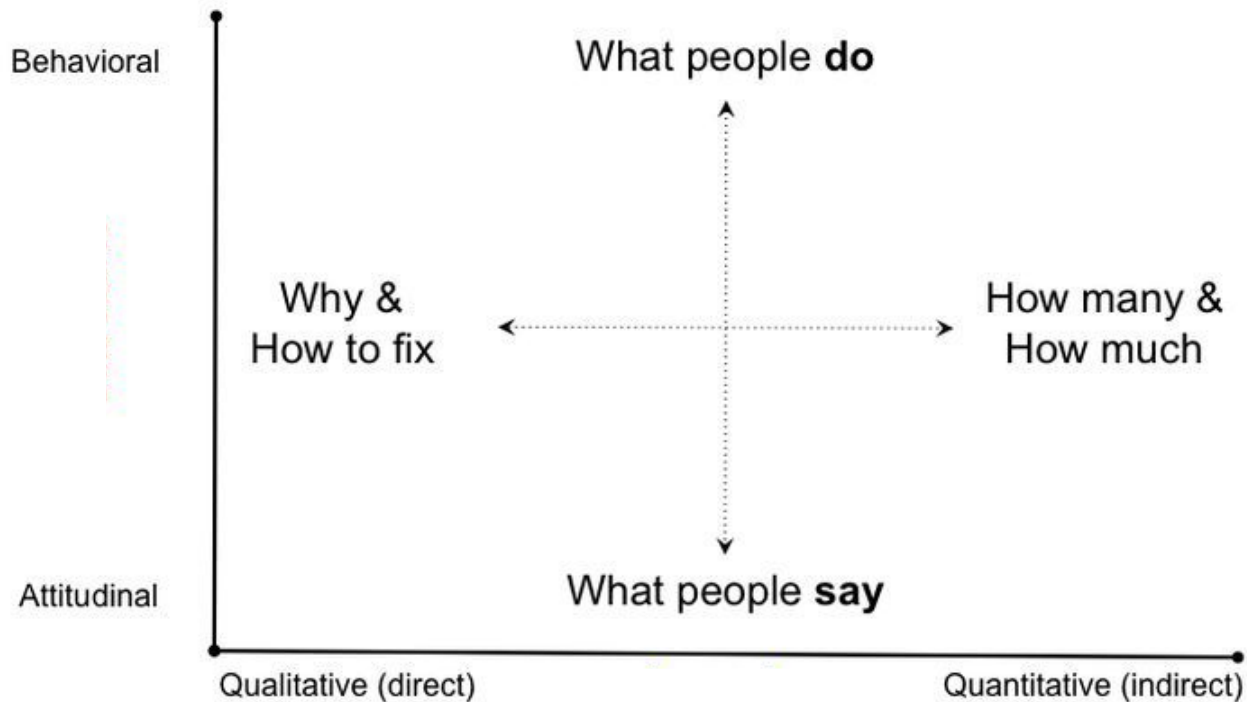 Behavioral
What people do
Why &
How to fix
How many &
How much
Attitudinal
What people say
Qualitative (direct)
Quantitative (indirect)